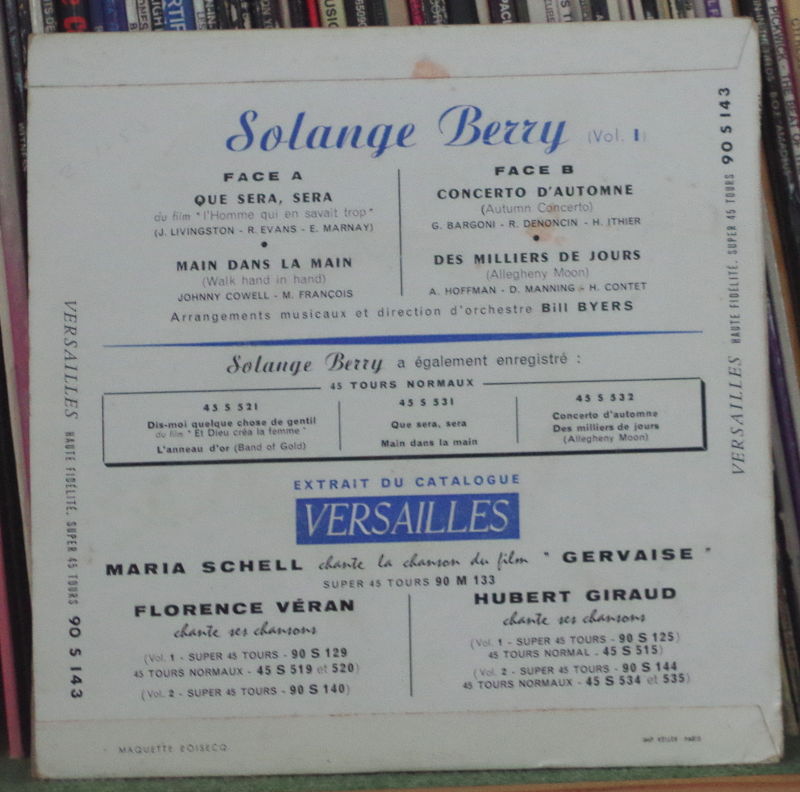 Solange Berry (Vol. 1)
FACE A
QUE SERA, SERA
du film "l'Homme qui en savait trop"
(J. LIVINGSTON - R. EVANS - E. MARNAY)
MAIN DANS LA MAIN
(Walk hand in hand)
JOHNNY COWELL - M. FRANÇOIS
FACE B
CONCERTO D'AUTOMNE
(Autumn Concerto)
G. BARGONI - R. DENONCIN - H. ITHIER
DES MILLIERS DE JOURS
(Allegheny Moon)
A. HOFFMAN - D. MANNING - H. CONTET
Arrangements musicaux et direction d'orchestre Bill BYERS
Solange Berry a également enregistré :
45 TOURS NORMAUX
45 S 521
Dis-moi quelque chose de gentil
du film "Et Dieu créa la femme"
L'anneau d'or (Band of Gold)
45 S 531
Que sera, sera
Main dans la main
45 S 532
Concerto d'automne
Des milliers de jours
(Allegheny Moon)
EXTRAIT DU CATALOGUE
VERSAILLES
MARIA SCHELL chante la chanson du film "GERVAISE"
SUPER 45 TOURS 90 M 133
FLORENCE VÉRAN
chante ses chansons
(Vol. 1 - SUPER 45 TOURS - 90 S 129
45 TOURS NORMAUX - 45 S 519 et 520)
(Vol. 2 - SUPER 45 TOURS - 90 S 140)
HUBERT GIRAUD
chante ses chansons
(Vol. 1 - SUPER 45 TOURS - 90 S 125)
45 TOURS NORMAL - 45 S 515)
(Vol. 2 - SUPER 45 TOURS - 90 S 144
45 TOURS NORMAUX - 45 S 534 et 535)
VERSAILLES HAUTE FIDÉLITÉ, SUPER 45 TOURS 90 S 143
VERSAILLES HAUTE FIDÉLITÉ, SUPER 45 TOURS 90 S 143
MAQUETTE BOISECQ
IMP. KELLER - PARIS